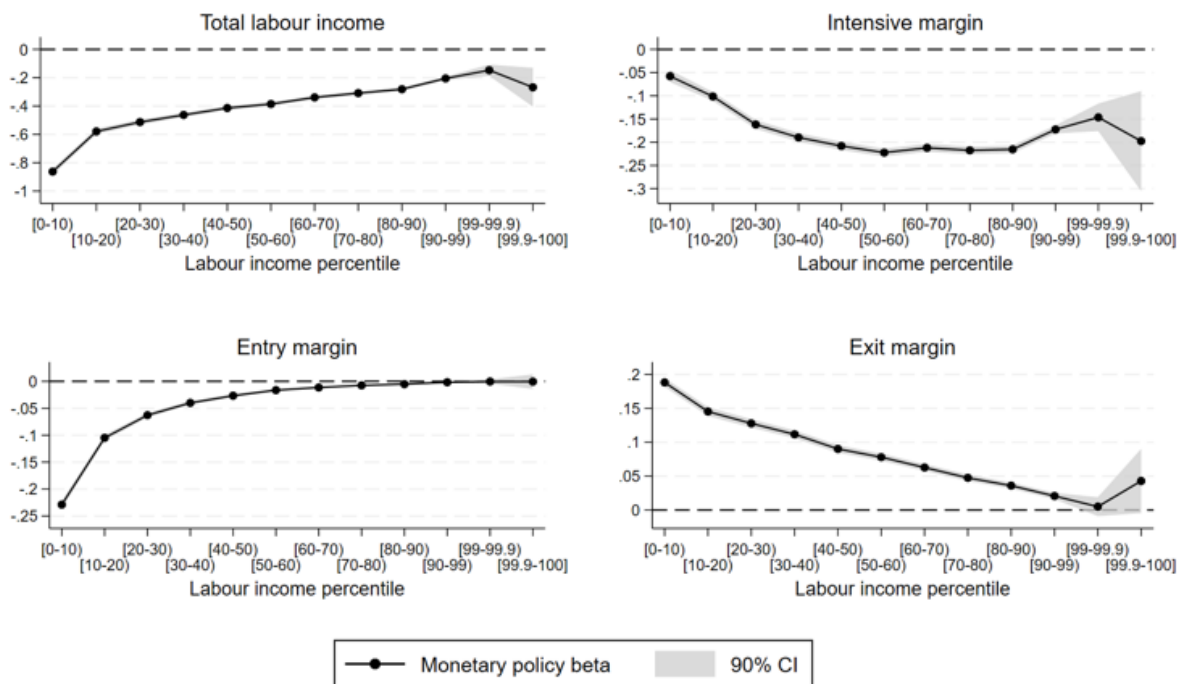 Total labour income
0
-.2
-.4
-.6
-.8
-1
[0-10) [20-30) [40-50) [60-70) [80-90) [99-99.9)
[10-20) [30-40) [50-60) [70-80) [90-99) [99.9-100]
Labour income percentile
Intensive margin
0
-.05
-.1
-.15
-.2
-.25
-.3
[0-10) [20-30) [40-50) [60-70) [80-90) [99-99.9)
[10-20) [30-40) [50-60) [70-80) [90-99) [99.9-100]
Labour income percentile
Entry margin
0
-.05
-.1
-.15
-.2
-.25
[0-10) [20-30) [40-50) [60-70) [80-90) [99-99.9)
[10-20) [30-40) [50-60) [70-80) [90-99) [99.9-100]
Labour income percentile
Exit margin
.2
.15
.1
.05
0
[0-10) [20-30) [40-50) [60-70) [80-90) [99-99.9)
[10-20) [30-40) [50-60) [70-80) [90-99) [99.9-100]
Labour income percentile
Monetary policy beta 90% CI